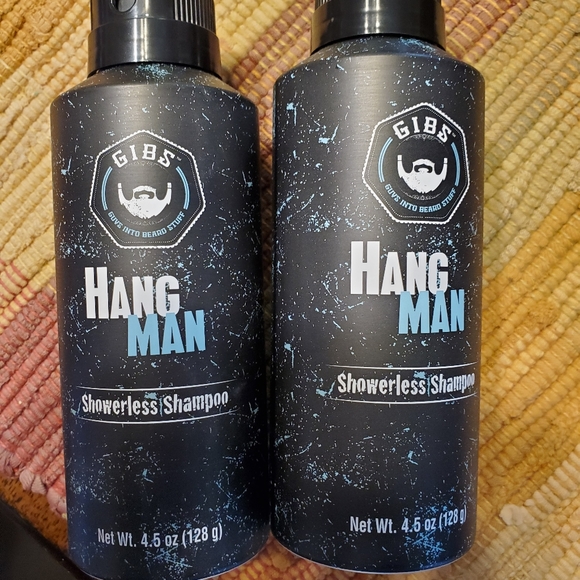 GIBS
GUYS INTO BEARD STUFF
HANG
MAN
Showerless Shampoo
Net Wt. 4.5 oz (128 g)
GIBS
GUYS INTO BEARD STUFF
HANG
MAN
Showerless Shampoo
Net Wt. 4.5 oz (128 g)